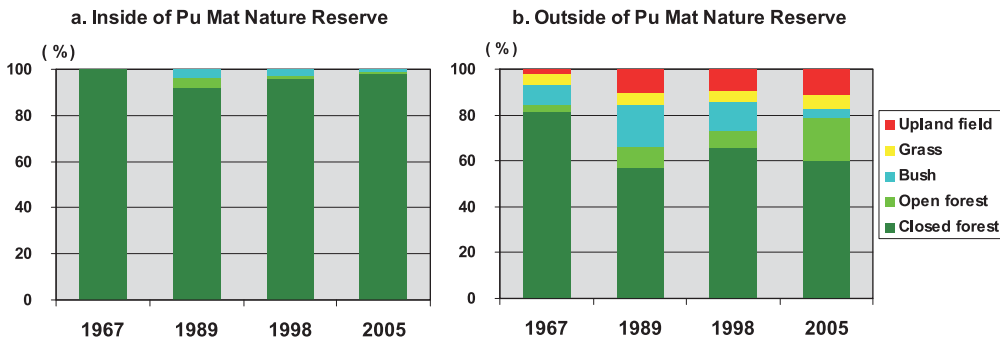 a. Inside of Pu Mat Nature Reserve
( %)
100
80
60
40
20
0
1967 1989 1998 2005
b. Outside of Pu Mat Nature Reserve
(%)
100
80
60
40
20
0
1967 1989 1998 2005
Upland field
Grass
Bush
Open forest
Closed forest